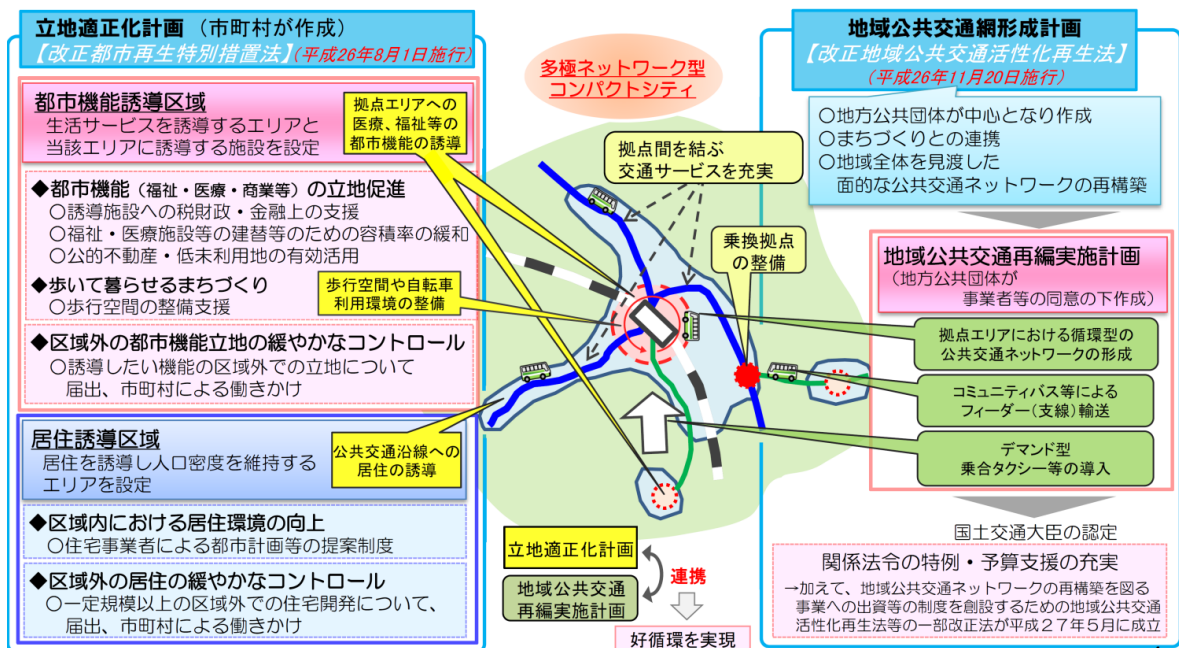 立地適正化計画（市町村が作成）
【改正都市再生特別措置法】(平成26年8月1日施行)
都市機能誘導区域
生活サービスを誘導するエリアと
当該エリアに誘導する施設を設定
◆都市機能（福祉・医療・商業等）の立地促進
○誘導施設への税財政・金融上の支援
○福祉・医療施設等の建替等のための容積率の緩和
○公的不動産・低未利用地の有効活用
◆歩いて暮らせるまちづくり
○歩行空間の整備支援
◆区域外の都市機能立地の緩やかなコントロール
○誘導したい機能の区域外での立地について
届出、市町村による働きかけ
居住誘導区域
居住を誘導し人口密度を維持する
エリアを設定
◆区域内における居住環境の向上
○住宅事業者による都市計画等の提案制度
◆区域外の居住の緩やかなコントロール
○一定規模以上の区域外での住宅開発について、
届出、市町村による働きかけ
多極ネットワーク型
コンパクトシティ
拠点エリアへの
医療、福祉等の
都市機能の誘導
拠点間を結ぶ
交通サービスを充実
乗換拠点
の整備
歩行空間や自転車
利用環境の整備
公共交通沿線への
居住の誘導
立地適正化計画
地域公共交通
再編実施計画
連携
好循環を実現
地域公共交通網形成計画
【改正地域公共交通活性化再生法】
(平成26年11月20日施行)
○地方公共団体が中心となり作成
○まちづくりとの連携
○地域全体を見渡した
面的な公共交通ネットワークの再構築
地域公共交通再編実施計画
（地方公共団体が
事業者等の同意の下作成）
拠点エリアにおける循環型の
公共交通ネットワークの形成
コミュニティバス等による
フィーダー（支線）輸送
デマンド型
乗合タクシー等の導入
国土交通大臣の認定
関係法令の特例・予算支援の充実
→加えて、地域公共交通ネットワークの再構築を図る
事業への出資等の制度を創設するための地域公共交通
活性化再生法等の一部改正法が平成２７年５月に成立